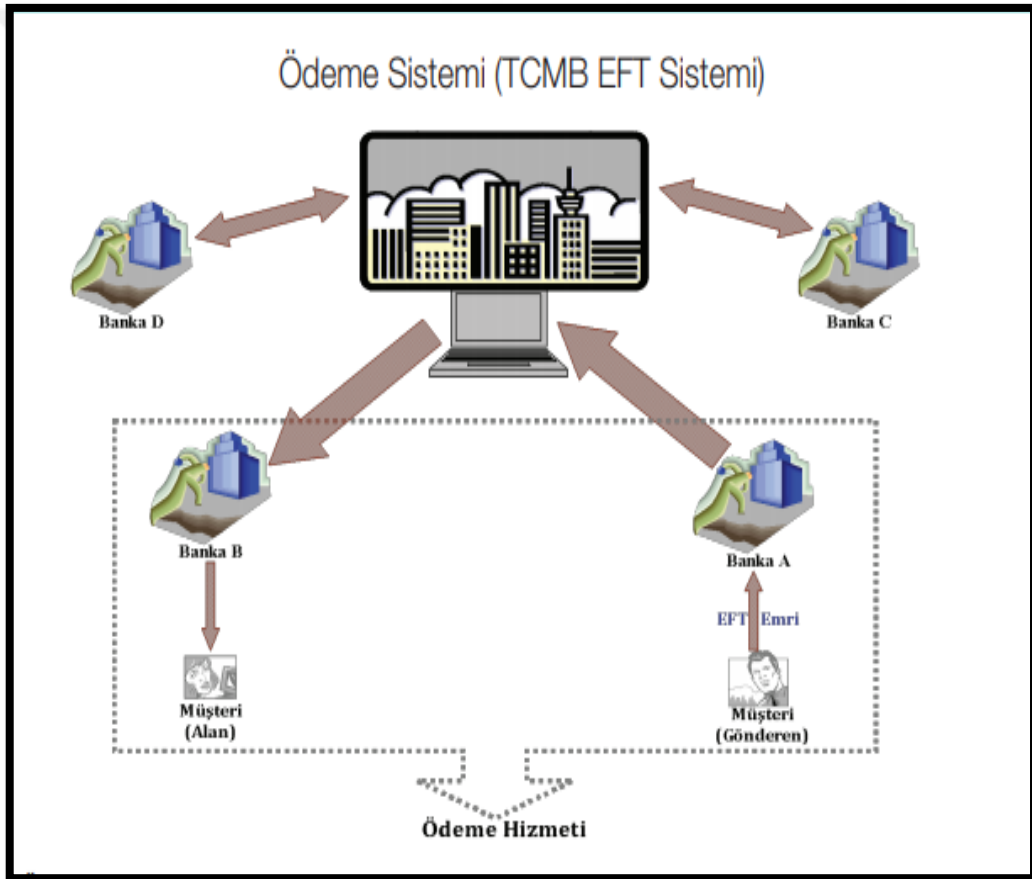 Ödeme Sistemi (TCMB EFT Sistemi)
Banka D
Banka C
Banka B
Banka A
EFT Emri
Müşteri
(Alan)
Müşteri
(Gönderen)
Ödeme Hizmeti